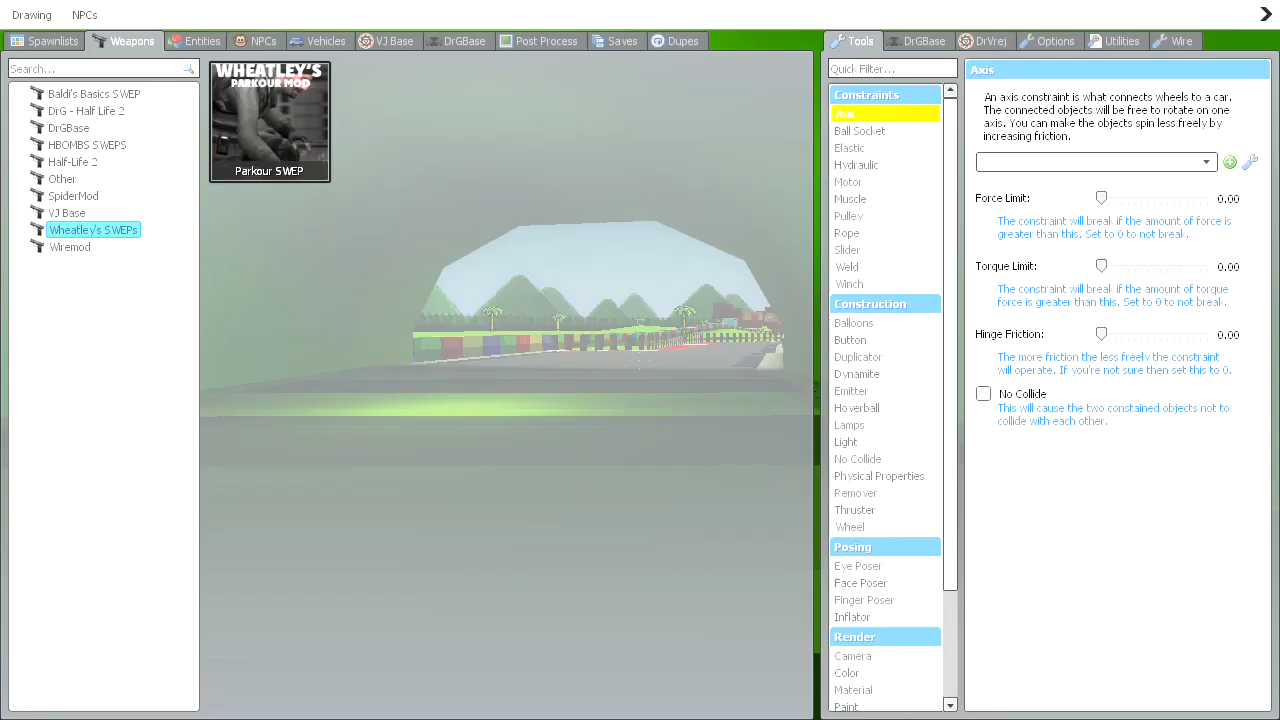 Drawing NPCs
Spawnlists Weapons Entities NPCs Vehicles VJ Base DrGBase Post Process Saves Dupes
Tools DrGBase DrVrej Options Utilities Wire
Search...
Baldi's Basics SWEP
DrG - Half Life 2
DrGBase
HBOMBS SWEPS
Half-Life 2
Other
SpiderMod
VJ Base
Wheatley's SWEPs
Wiremod
WHEATLEY'S
PARKOUR MOD
Parkour SWEP
Quick Filter...
Constraints
Axis
Ball Socket
Elastic
Hydraulic
Motor
Muscle
Pulley
Rope
Slider
Weld
Winch
Construction
Balloons
Button
Duplicator
Dynamite
Emitter
Hoverball
Lamps
Light
No Collide
Physical Properties
Remover
Thruster
Wheel
Posing
Eye Poser
Face Poser
Finger Poser
Inflator
Render
Camera
Color
Material
Paint
Axis
An axis constraint is what connects wheels to a car.
The connected objects will be free to rotate on one
axis. You can make the objects spin less freely by
increasing friction.
Force Limit: 0.00
The constraint will break if the amount of force is
greater than this. Set to 0 to not break.
Torque Limit: 0.00
The constraint will break if the amount of torque
force is greater than this. Set to 0 to not break.
Hinge Friction: 0.00
The more friction the less freely the constraint
will operate. If you're not sure then set this to 0.
No Collide
This will cause the two constained objects not to
collide with each other.